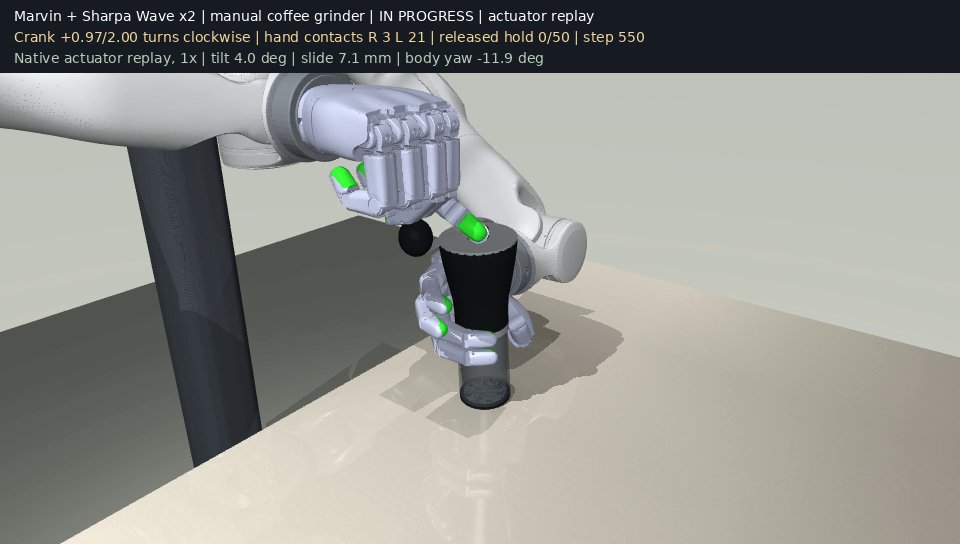 Marvin + Sharpa Wave x2 | manual coffee grinder | IN PROGRESS | actuator replay
Crank +0.97/2.00 turns clockwise | hand contacts R 3 L 21 | released hold 0/50 | step 550
Native actuator replay, 1x | tilt 4.0 deg | slide 7.1 mm | body yaw -11.9 deg